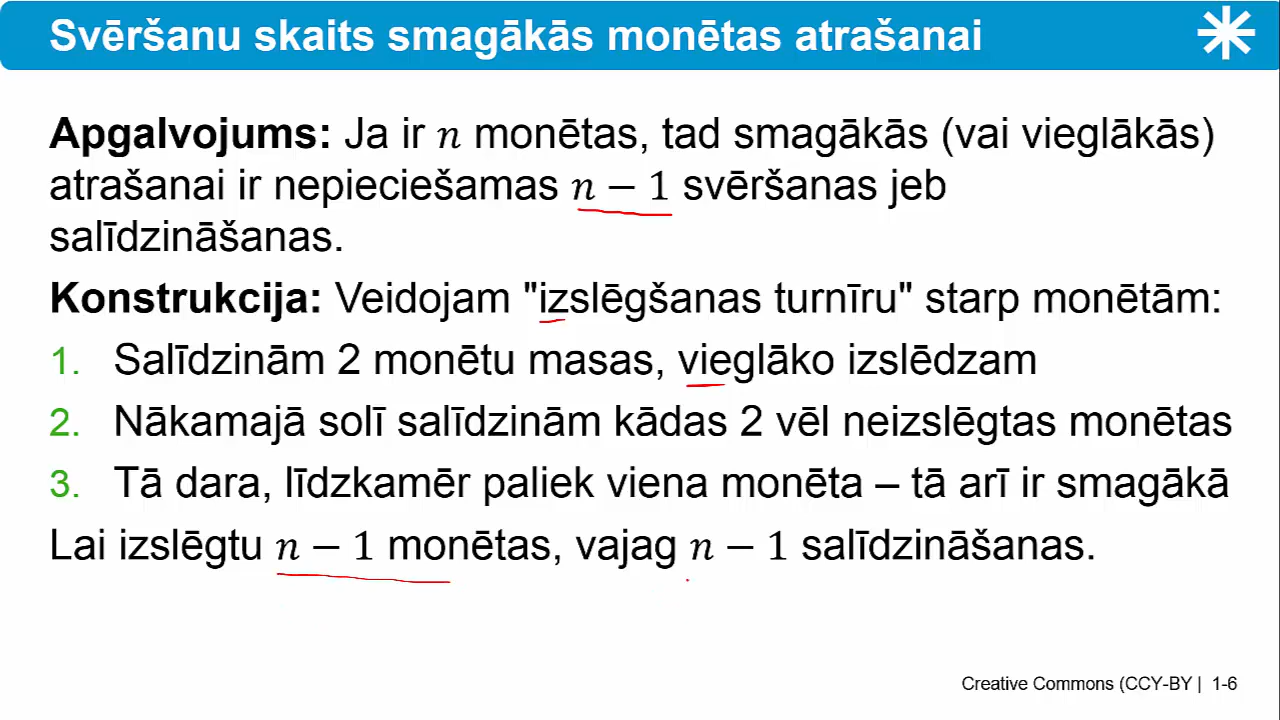 Svēršanu skaits smagākās monētas atrašanai
Apgalvojums: Ja ir n monētas, tad smagākās (vai vieglākās)
atrašanai ir nepieciešamas n − 1 svēršanas jeb
salīdzināšanas.
Konstrukcija: Veidojam "izslēgšanas turnīru" starp monētām:
1. Salīdzinām 2 monētu masas, vieglāko izslēdzam
2. Nākamajā solī salīdzinām kādas 2 vēl neizslēgtas monētas
3. Tā dara, līdzkamēr paliek viena monēta – tā arī ir smagākā
Lai izslēgtu n − 1 monētas, vajag n − 1 salīdzināšanas.
Creative Commons (CCY-BY | 1-6